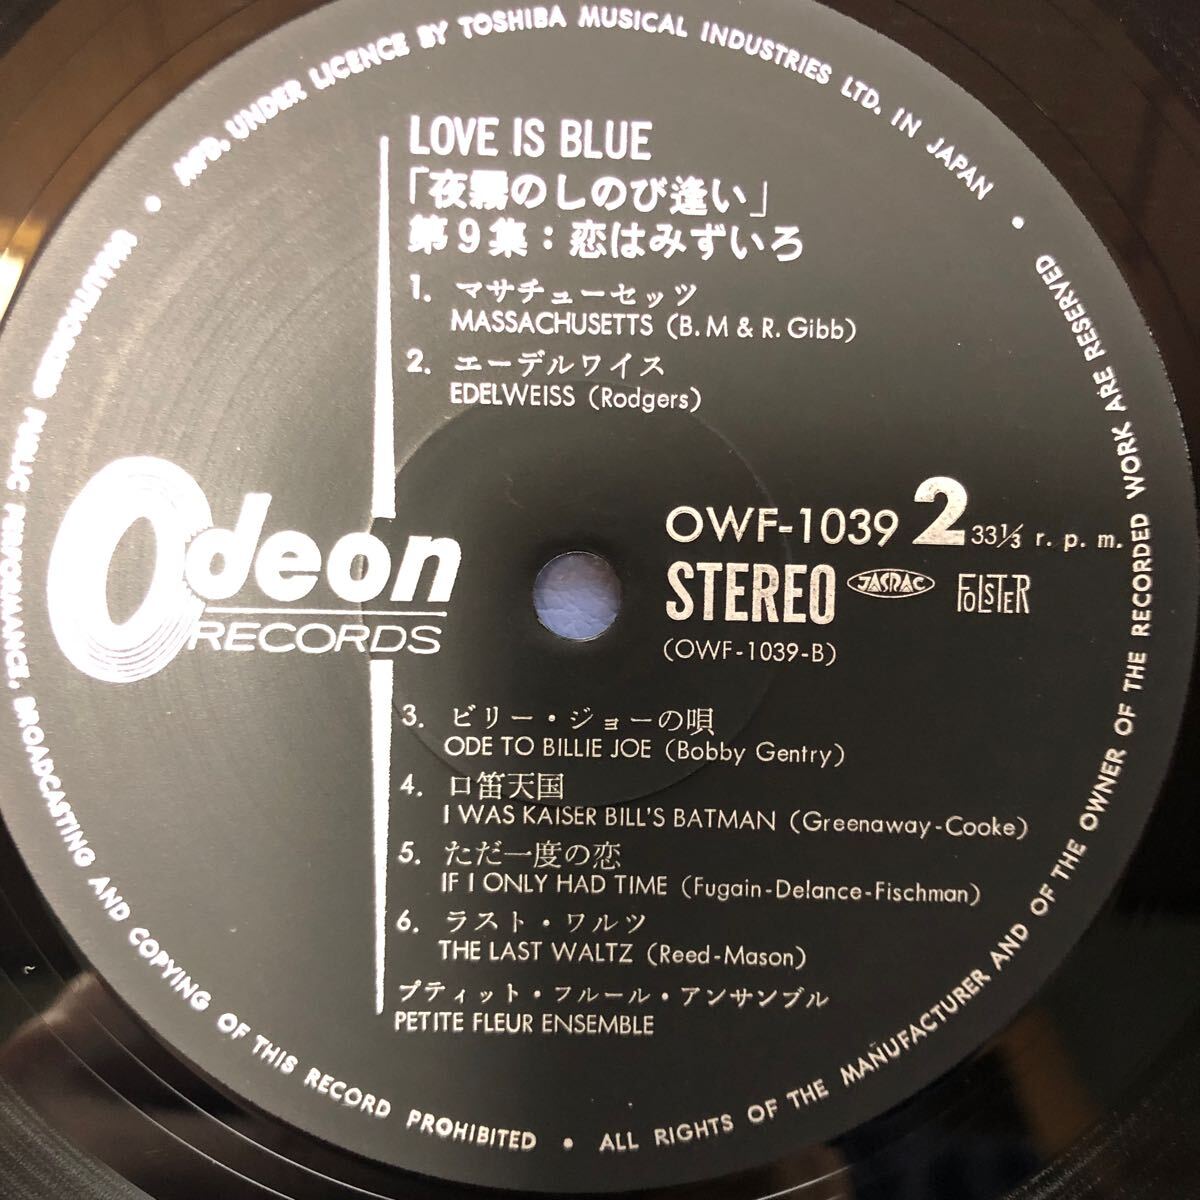 MFD. UNDER LICENCE BY TOSHIBA MUSICAL INDUSTRIES LTD. IN JAPAN •
LOVE IS BLUE
「夜霧のしのび逢い」
第9集：恋はみずいろ
1. マサチューセッツ
MASSACHUSETTS (B. M & R. Gibb)
2. エーデルワイス
EDELWEISS (Rodgers)
Odeon
RECORDS
OWF-1039 2 33⅓ r. p. m.
STEREO JASRAC FOLSTER
(OWF-1039-B)
3. ビリー・ジョーの唄
ODE TO BILLIE JOE (Bobby Gentry)
4. 口笛天国
I WAS KAISER BILL'S BATMAN (Greenaway-Cooke)
5. ただ一度の恋
IF I ONLY HAD TIME (Fugain-Delance-Fischman)
6. ラスト・ワルツ
THE LAST WALTZ (Reed-Mason)
プティット・フルール・アンサンブル
PETITE FLEUR ENSEMBLE
ALL RIGHTS OF THE MANUFACTURER AND OF THE OWNER OF THE RECORDED WORK ARE RESERVED
UNAUTHORISED PUBLIC PERFORMANCE, BROADCASTING AND COPYING OF THIS RECORD PROHIBITED •